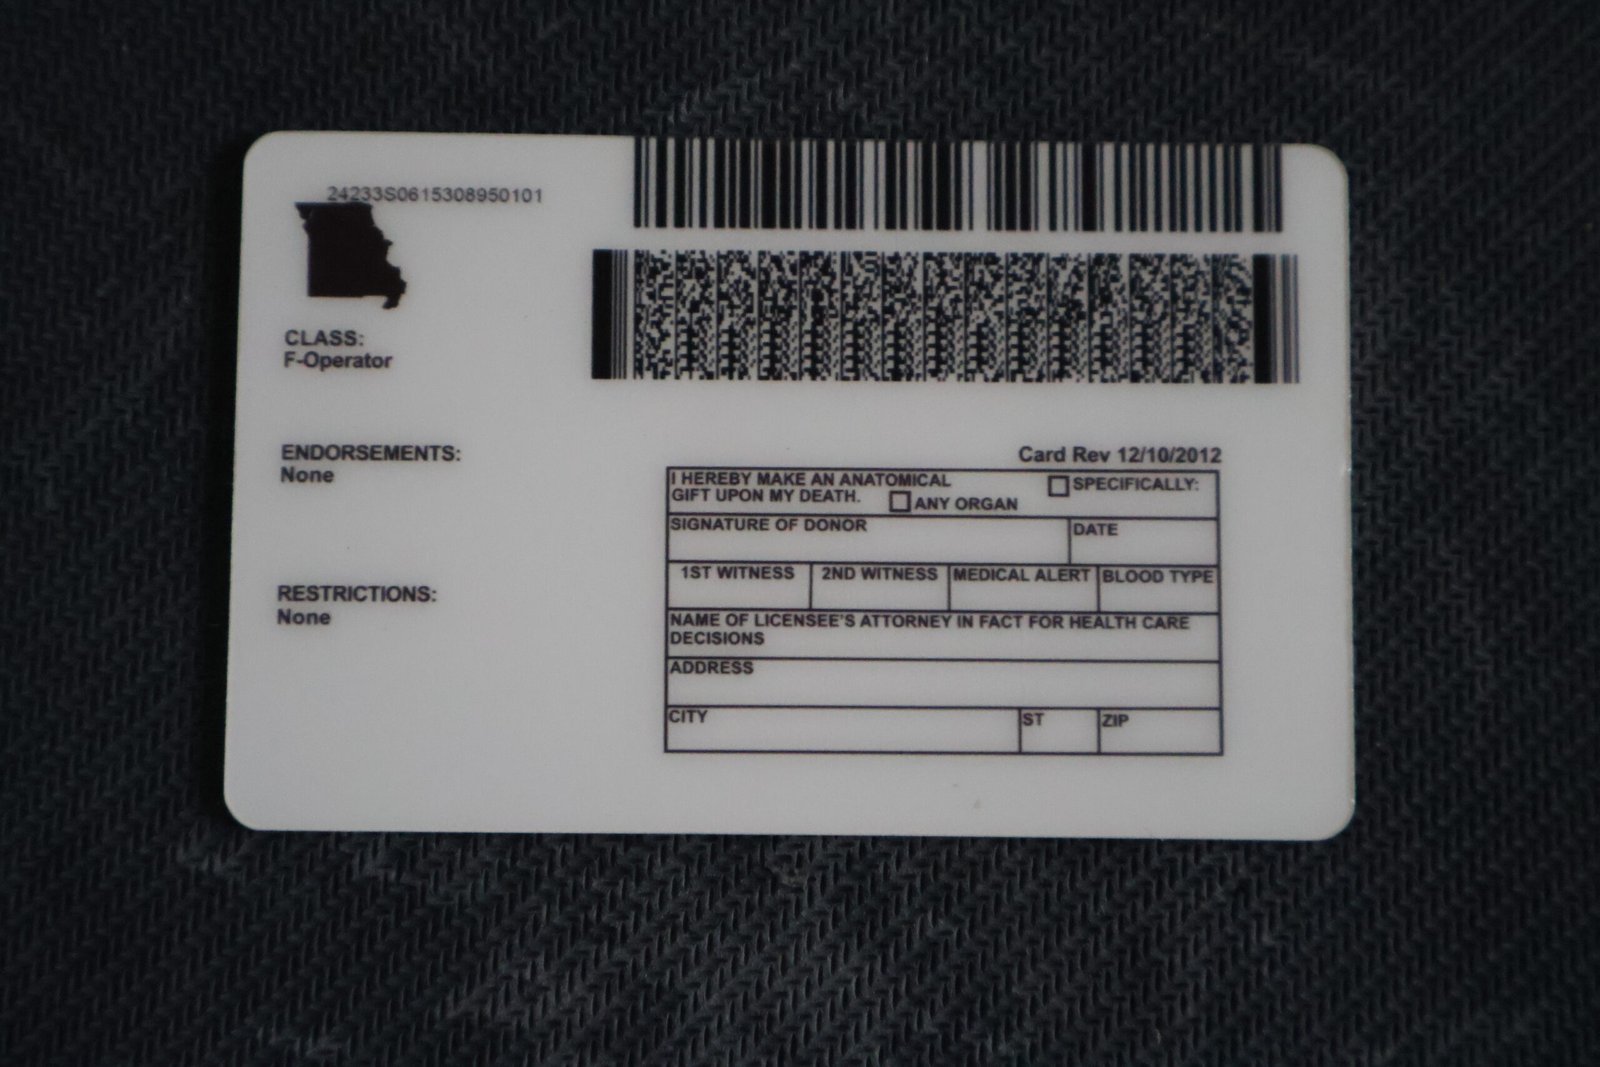 24233S0615308950101
CLASS:
F-Operator
ENDORSEMENTS:
None
RESTRICTIONS:
None
Card Rev 12/10/2012
I HEREBY MAKE AN ANATOMICAL
GIFT UPON MY DEATH. ANY ORGAN SPECIFICALLY:
SIGNATURE OF DONOR DATE
1ST WITNESS 2ND WITNESS MEDICAL ALERT BLOOD TYPE
NAME OF LICENSEE'S ATTORNEY IN FACT FOR HEALTH CARE
DECISIONS
ADDRESS
CITY ST ZIP